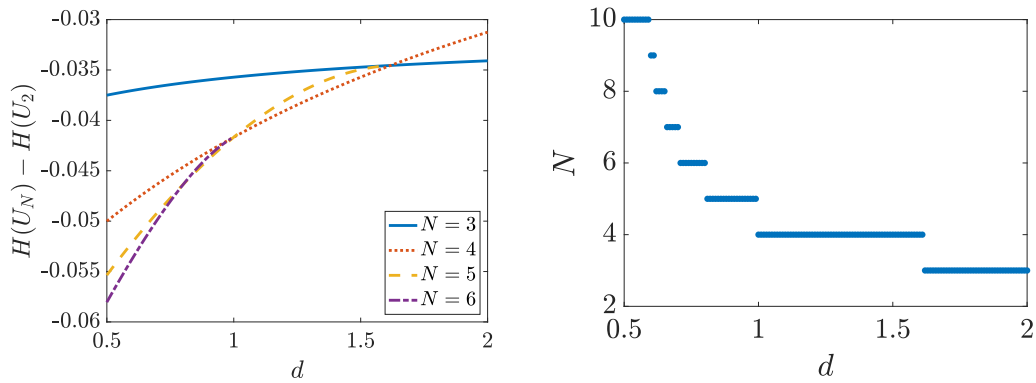 -0.03
-0.035
-0.04
-0.045
-0.05
-0.055
-0.06
H(U_N) − H(U_2)
0.5 1 1.5 2
d
N = 3
N = 4
N = 5
N = 6
10
8
6
4
2
N
0.5 1 1.5 2
d